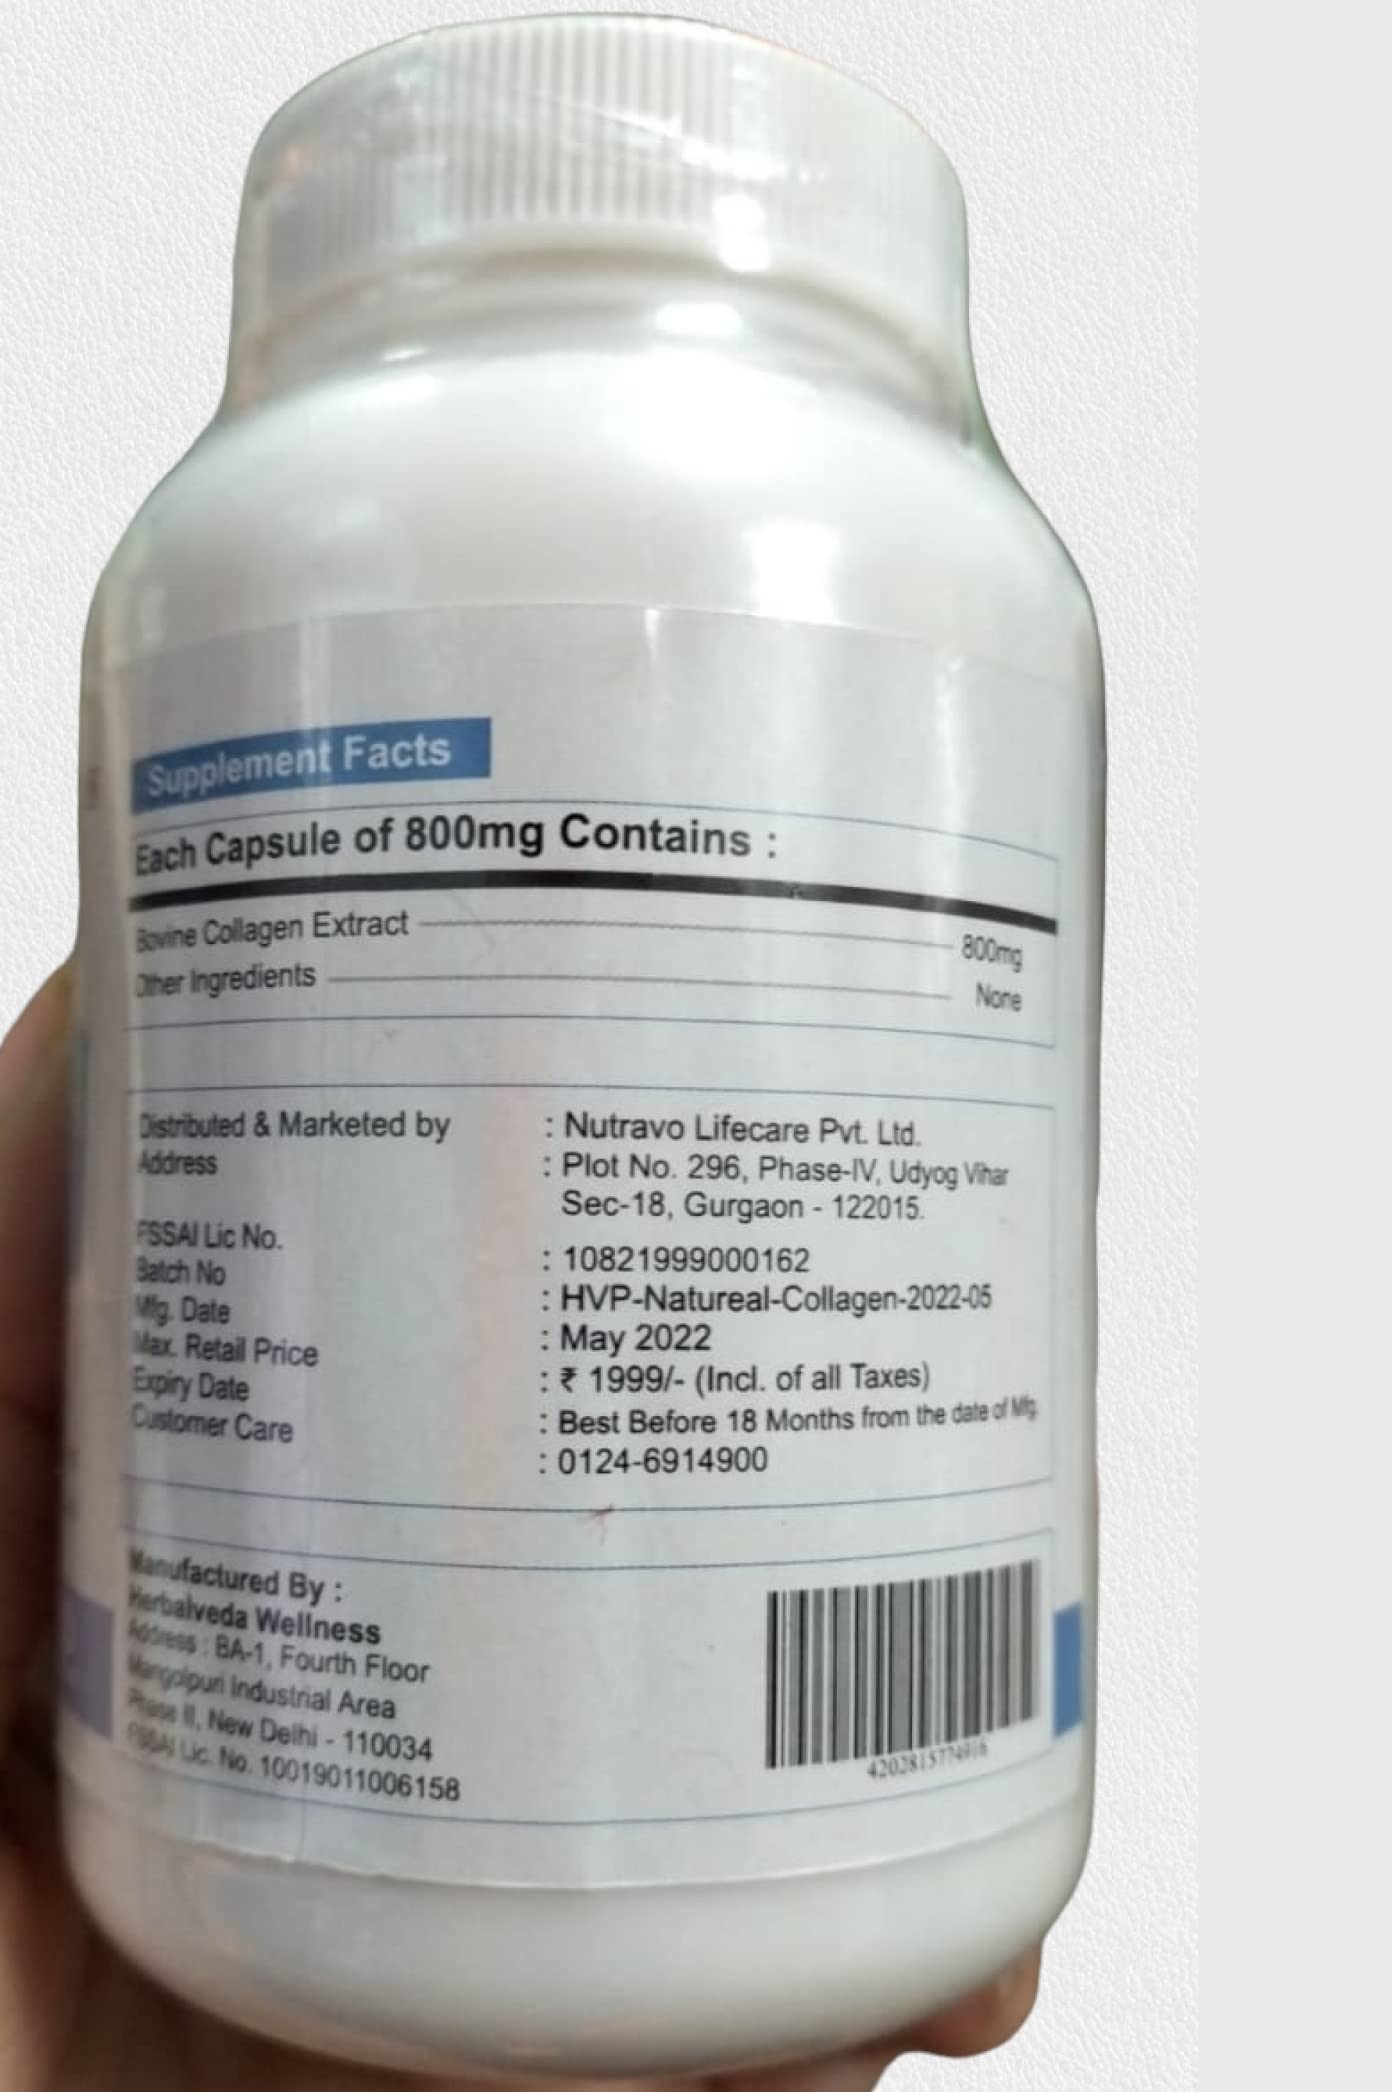 Supplement Facts
Each Capsule of 800mg Contains :
Bovine Collagen Extract 800mg
Other Ingredients None
Distributed & Marketed by : Nutravo Lifecare Pvt. Ltd.
Address : Plot No. 296, Phase-IV, Udyog Vihar
Sec-18, Gurgaon - 122015.
FSSAI Lic No. : 10821999000162
Batch No : HVP-Natureal-Collagen-2022-05
Mfg. Date : May 2022
Max. Retail Price : ₹ 1999/- (Incl. of all Taxes)
Expiry Date : Best Before 18 Months from the date of Mfg.
Customer Care : 0124-6914900
Manufactured By :
Herbalveda Wellness
Address : BA-1, Fourth Floor
Mangolpuri Industrial Area
Phase II, New Delhi - 110034
FSSAI Lic. No. 10019011006158
4202815774916